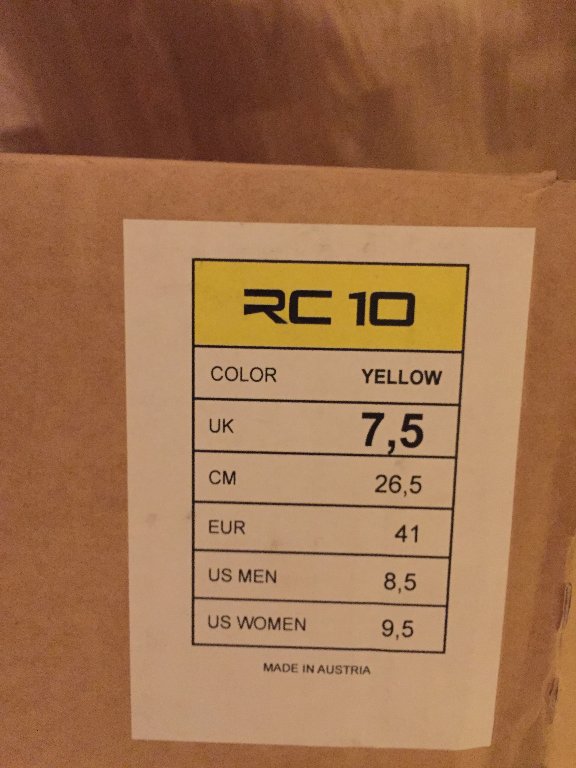 RC 10
COLOR YELLOW
UK 7,5
CM 26,5
EUR 41
US MEN 8,5
US WOMEN 9,5
MADE IN AUSTRIA